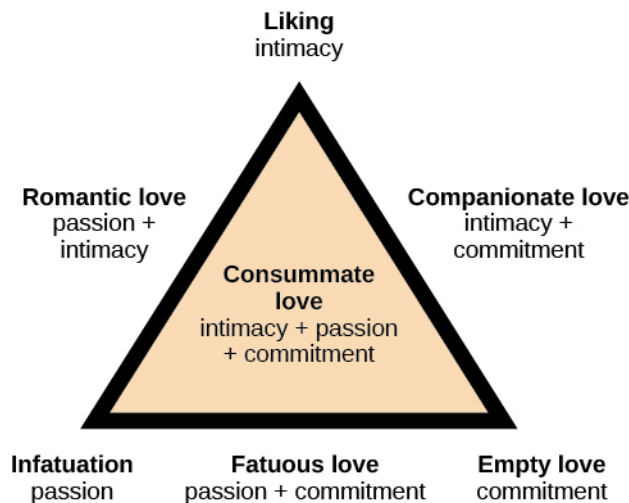 Liking
intimacy
Romantic love
passion +
intimacy
Companionate love
intimacy +
commitment
Consummate
love
intimacy + passion
+ commitment
Infatuation
passion
Fatuous love
passion + commitment
Empty love
commitment